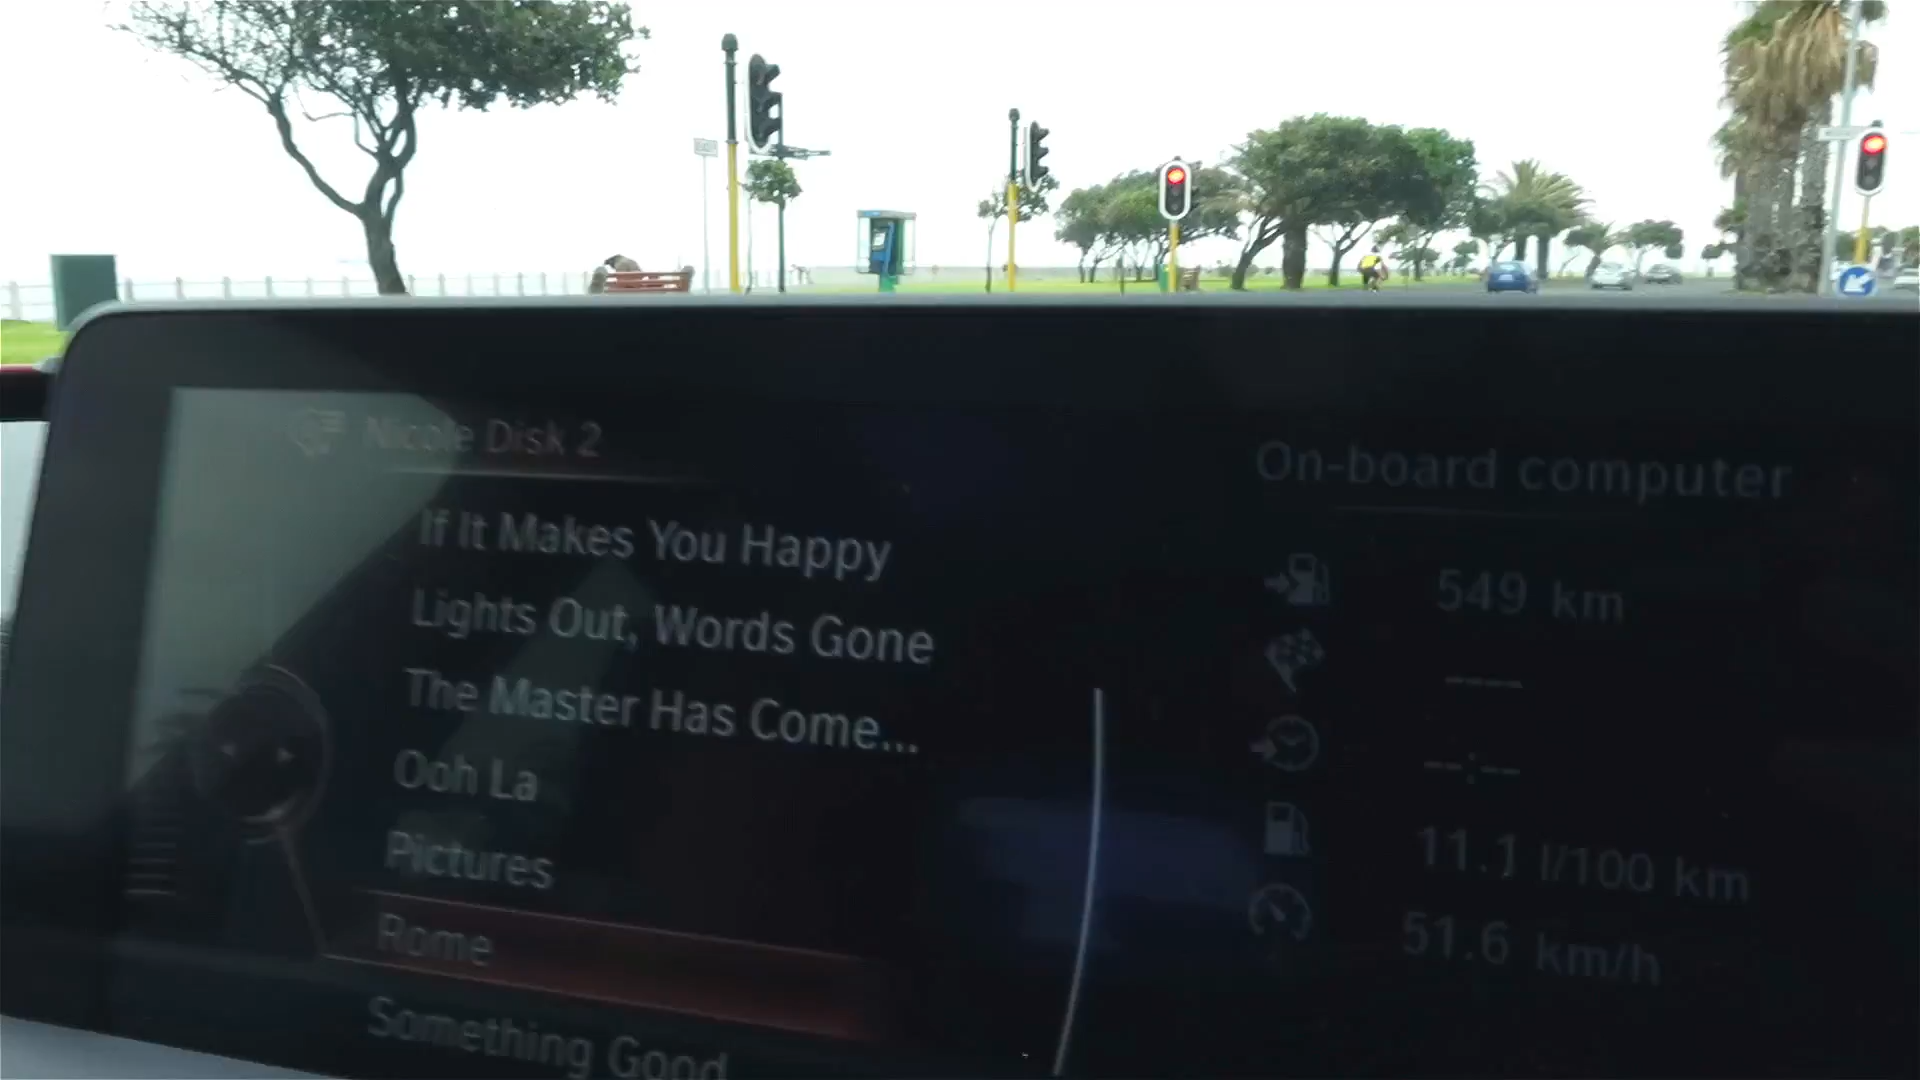 Nicole Disk 2
If It Makes You Happy
Lights Out, Words Gone
The Master Has Come...
Ooh La
Pictures
Rome
Something Good
On-board computer
549 km
----
--:--
11.1 l/100 km
51.6 km/h